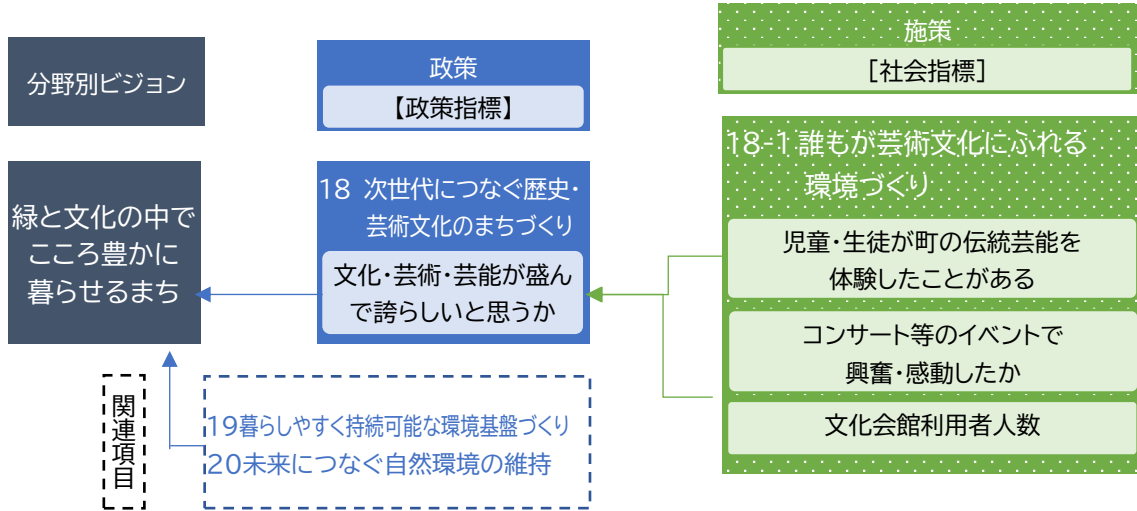 分野別ビジョン
政策
【政策指標】
施策
[社会指標]
緑と文化の中で
こころ豊かに
暮らせるまち
18 次世代につなぐ歴史・
芸術文化のまちづくり
文化・芸術・芸能が盛ん
で誇らしいと思うか
18-1誰もが芸術文化にふれる
環境づくり
児童・生徒が町の伝統芸能を
体験したことがある
コンサート等のイベントで
興奮・感動したか
文化会館利用者人数
関連項目
19暮らしやすく持続可能な環境基盤づくり
20未来につなぐ自然環境の維持